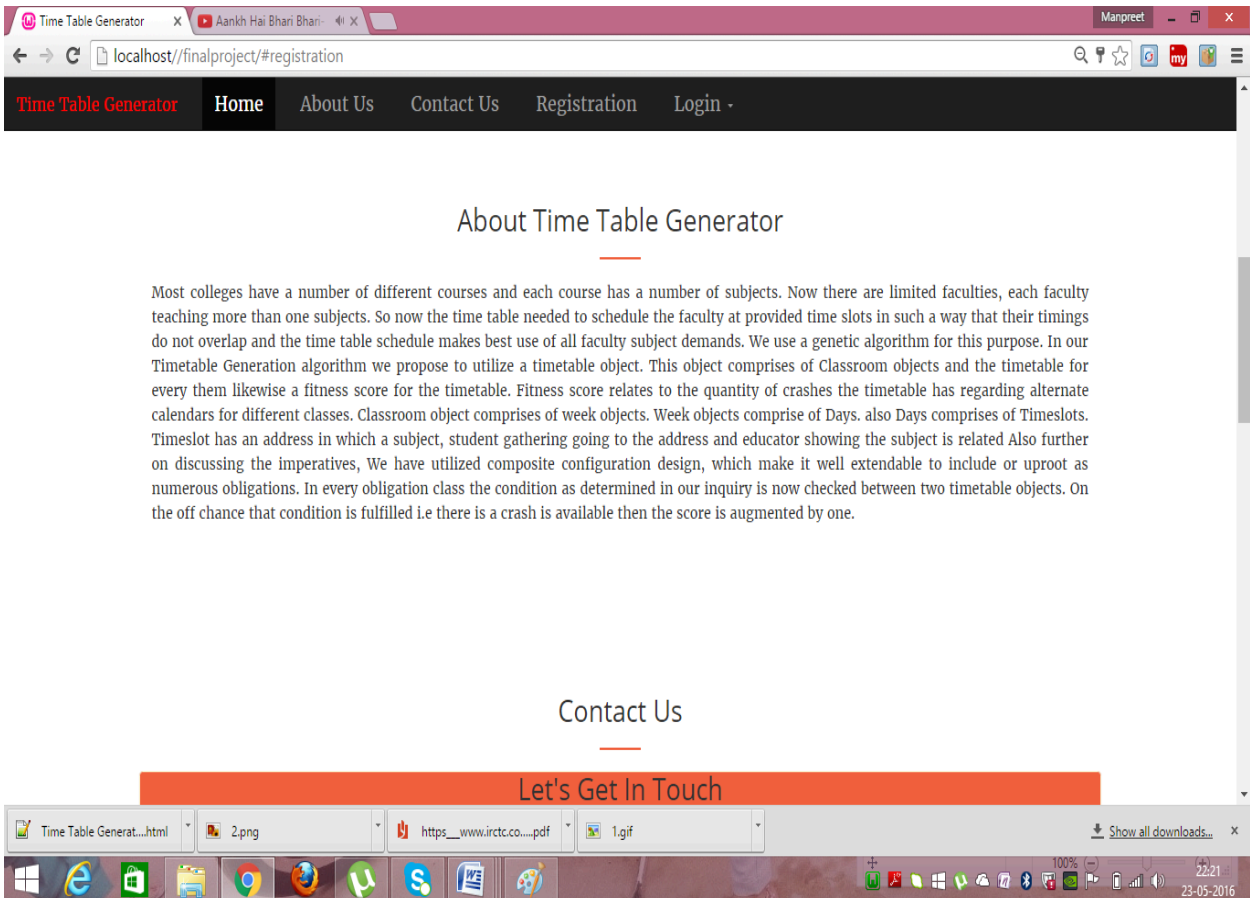 Time Table Generator
Aankh Hai Bhari Bhari-
Manpreet
localhost//finalproject/#registration
my
Time Table Generator Home About Us Contact Us Registration Login
About Time Table Generator
Most colleges have a number of different courses and each course has a number of subjects. Now there are limited faculties, each faculty
teaching more than one subjects. So now the time table needed to schedule the faculty at provided time slots in such a way that their timings
do not overlap and the time table schedule makes best use of all faculty subject demands. We use a genetic algorithm for this purpose. In our
Timetable Generation algorithm we propose to utilize a timetable object. This object comprises of Classroom objects and the timetable for
every them likewise a fitness score for the timetable. Fitness score relates to the quantity of crashes the timetable has regarding alternate
calendars for different classes. Classroom object comprises of week objects. Week objects comprise of Days. also Days comprises of Timeslots.
Timeslot has an address in which a subject, student gathering going to the address and educator showing the subject is related Also further
on discussing the imperatives, We have utilized composite configuration design, which make it well extendable to include or uproot as
numerous obligations. In every obligation class the condition as determined in our inquiry is now checked between two timetable objects. On
the off chance that condition is fulfilled i.e there is a crash is available then the score is augmented by one.
Contact Us
Let's Get In Touch
Time Table Generat....html 2.png https__www.irctc.co.....pdf 1.gif Show all downloads...
100%
22:21
23-05-2016